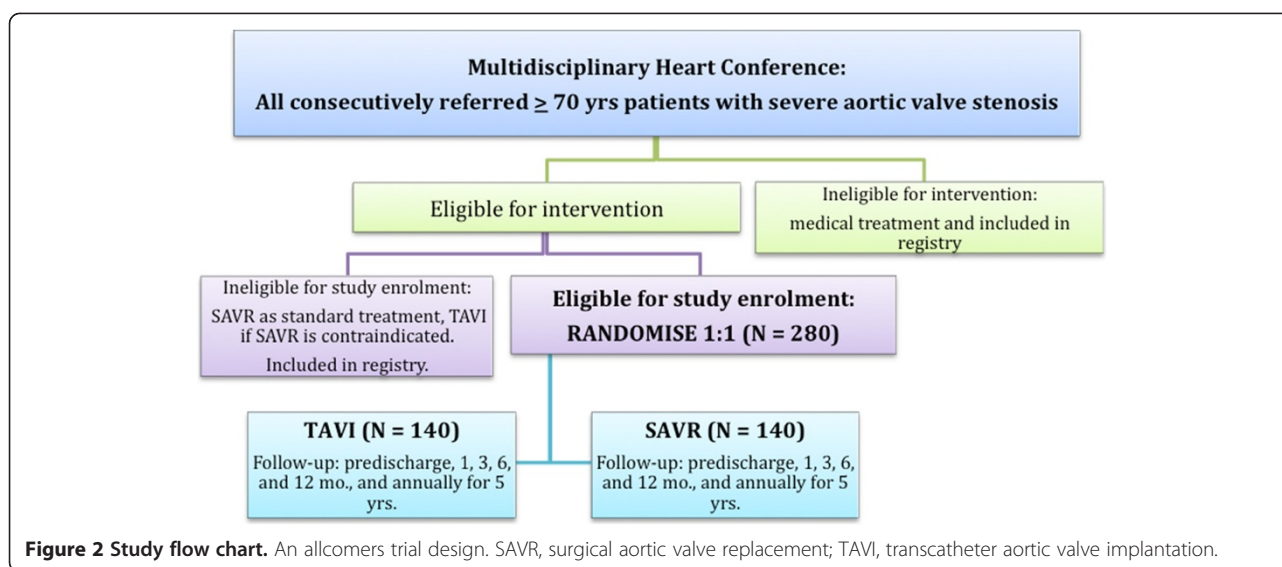 Multidisciplinary Heart Conference:
All consecutively referred ≥ 70 yrs patients with severe aortic valve stenosis
Eligible for intervention
Ineligible for intervention:
medical treatment and included in
registry
Ineligible for study enrolment:
SAVR as standard treatment, TAVI
if SAVR is contraindicated.
Included in registry.
Eligible for study enrolment:
RANDOMISE 1:1 (N = 280)
TAVI (N = 140)
Follow-up: predischarge, 1, 3, 6,
and 12 mo., and annually for 5
yrs.
SAVR (N = 140)
Follow-up: predischarge, 1, 3, 6,
and 12 mo., and annually for 5
yrs.
Figure 2 Study flow chart. An allcomers trial design. SAVR, surgical aortic valve replacement; TAVI, transcatheter aortic valve implantation.